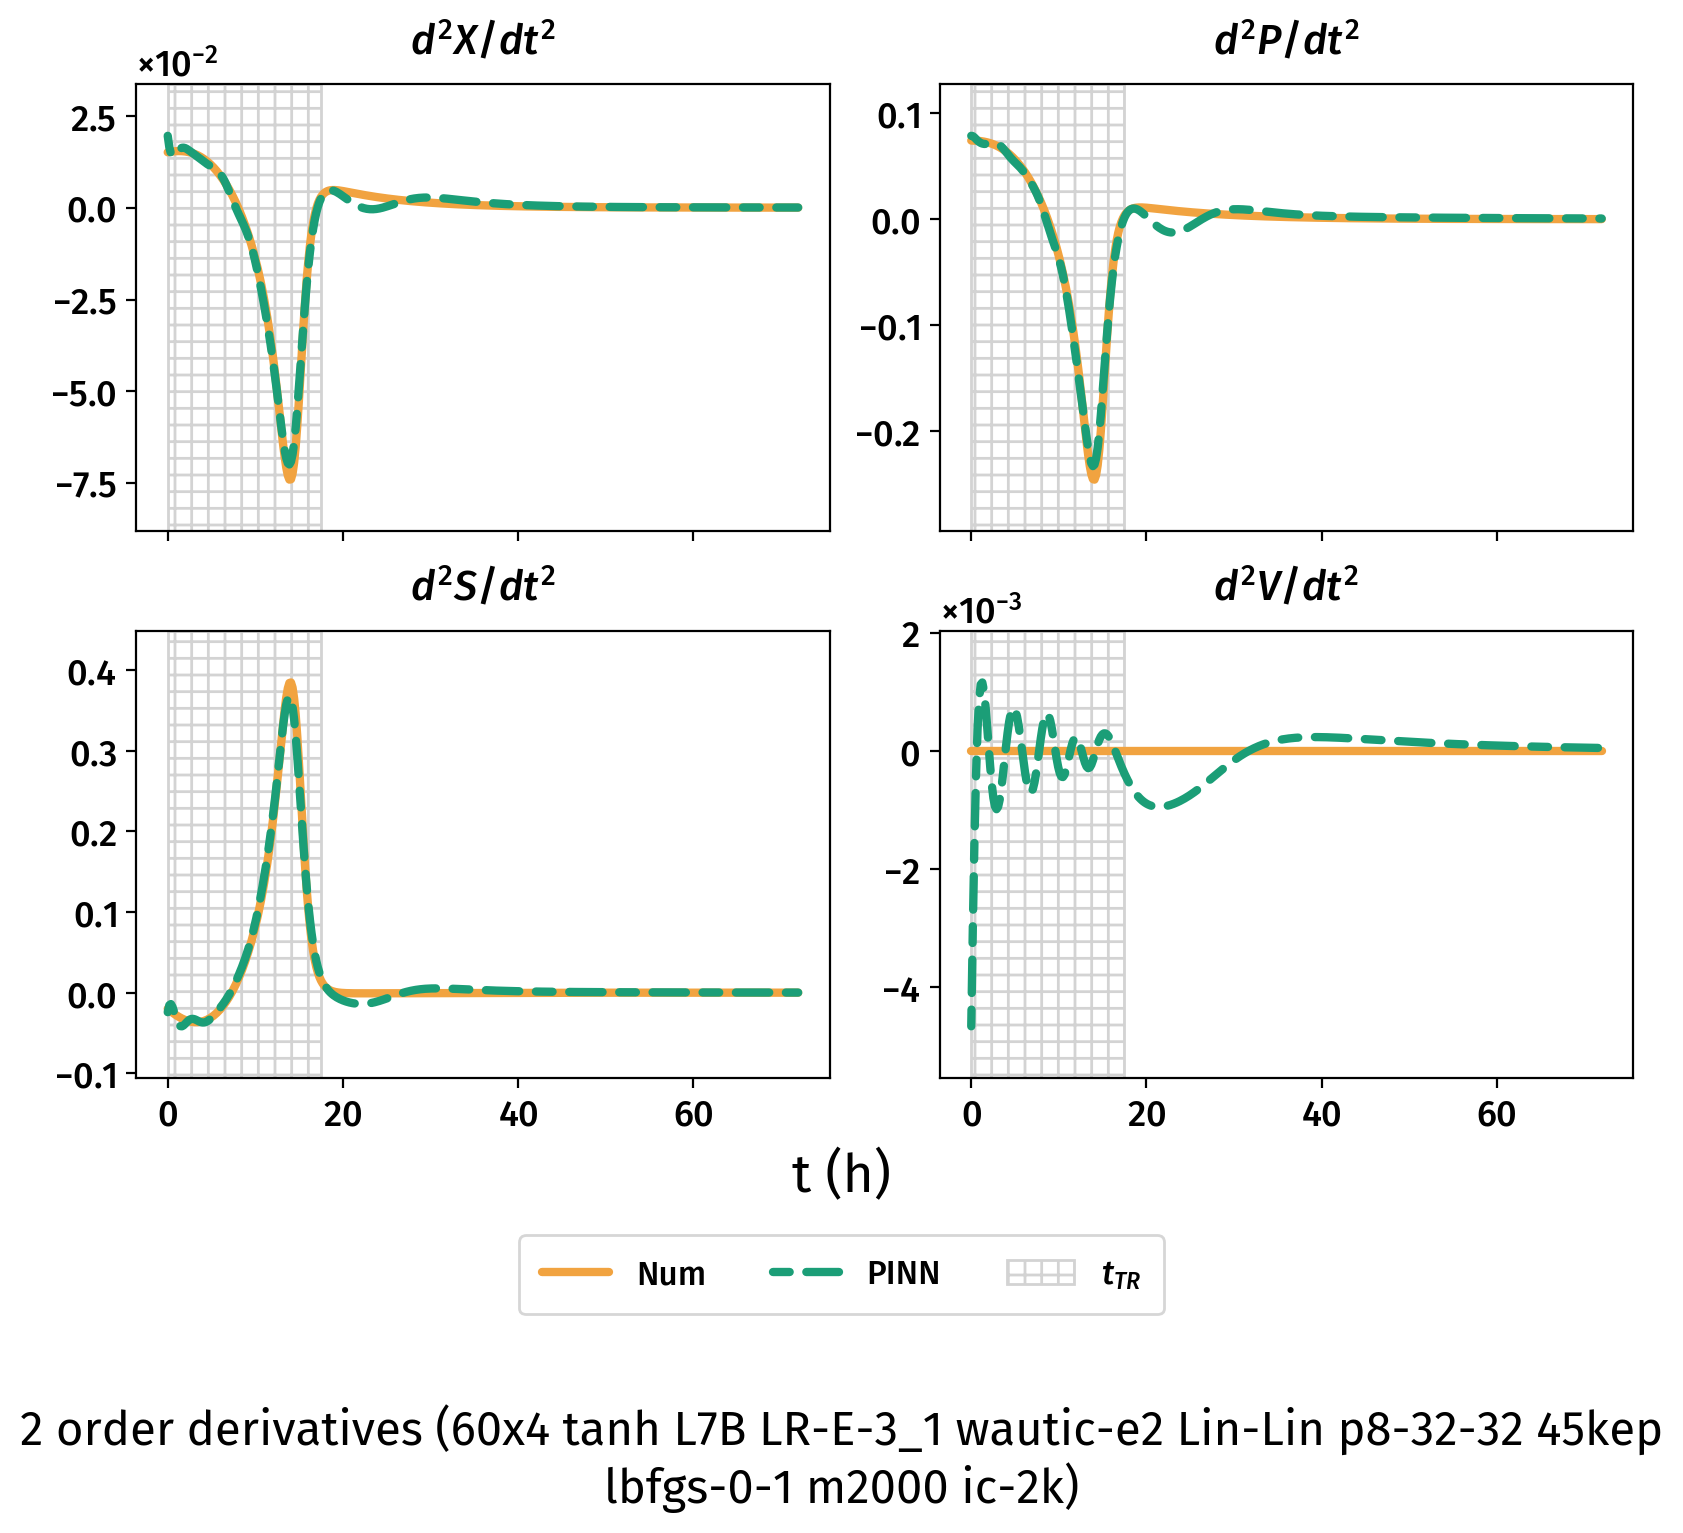 d²X/dt²
d²P/dt²
×10⁻²
2.5
0.0
−2.5
−5.0
−7.5
0.1
0.0
−0.1
−0.2
d²S/dt²
d²V/dt²
×10⁻³
0.4
0.3
0.2
0.1
0.0
−0.1
2
0
−2
−4
0 20 40 60
0 20 40 60
t (h)
Num PINN t_TR
2 order derivatives (60x4 tanh L7B LR-E-3_1 wautic-e2 Lin-Lin p8-32-32 45kep
lbfgs-0-1 m2000 ic-2k)